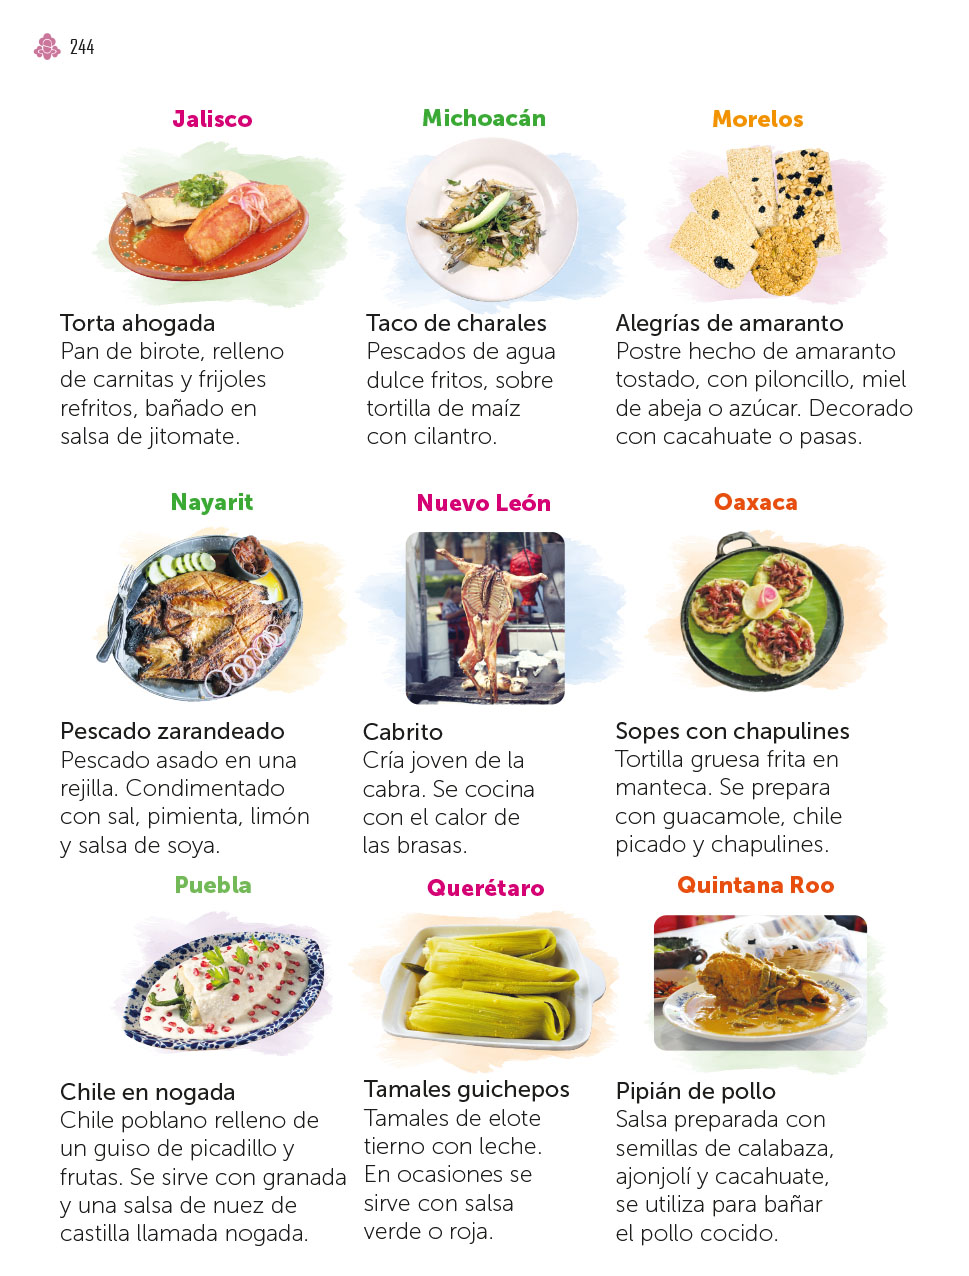 244
Jalisco
Torta ahogada
Pan de birote, relleno
de carnitas y frijoles
refritos, bañado en
salsa de jitomate.
Michoacán
Taco de charales
Pescados de agua
dulce fritos, sobre
tortilla de maíz
con cilantro.
Morelos
Alegrías de amaranto
Postre hecho de amaranto
tostado, con piloncillo, miel
de abeja o azúcar. Decorado
con cacahuate o pasas.
Nayarit
Pescado zarandeado
Pescado asado en una
rejilla. Condimentado
con sal, pimienta, limón
y salsa de soya.
Nuevo León
Cabrito
Cría joven de la
cabra. Se cocina
con el calor de
las brasas.
Oaxaca
Sopes con chapulines
Tortilla gruesa frita en
manteca. Se prepara
con guacamole, chile
picado y chapulines.
Puebla
Chile en nogada
Chile poblano relleno de
un guiso de picadillo y
frutas. Se sirve con granada
y una salsa de nuez de
castilla llamada nogada.
Querétaro
Tamales guichepos
Tamales de elote
tierno con leche.
En ocasiones se
sirve con salsa
verde o roja.
Quintana Roo
Pipián de pollo
Salsa preparada con
semillas de calabaza,
ajonjolí y cacahuate,
se utiliza para bañar
el pollo cocido.